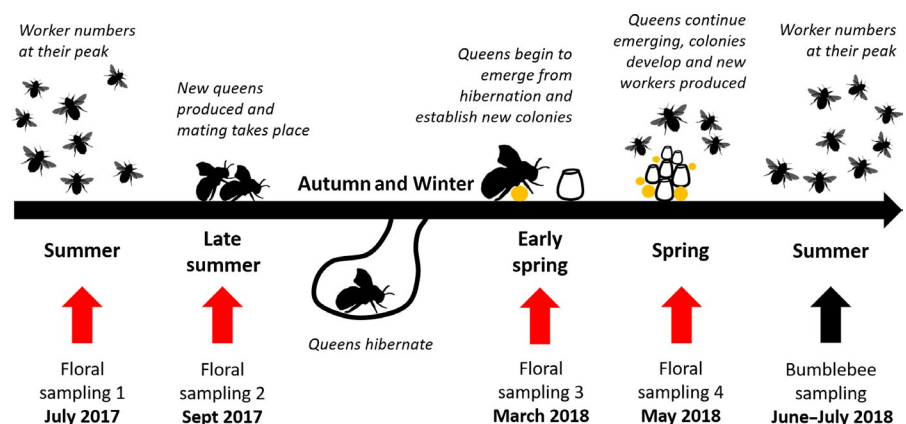 Worker numbers
at their peak
New queens
produced and
mating takes place
Queens begin to
emerge from
hibernation and
establish new colonies
Queens continue
emerging, colonies
develop and new
workers produced
Worker numbers
at their peak
Autumn and Winter
Summer
Late
summer
Early
spring
Spring
Summer
Queens hibernate
Floral
sampling 1
July 2017
Floral
sampling 2
Sept 2017
Floral
sampling 3
March 2018
Floral
sampling 4
May 2018
Bumblebee
sampling
June–July 2018